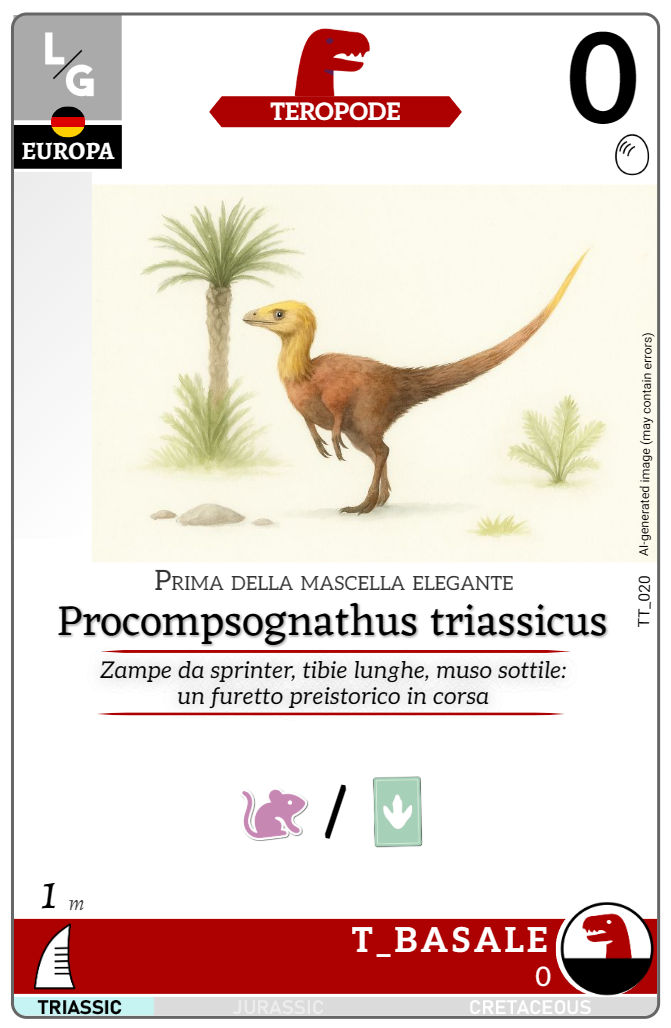 L/G
EUROPA
TEROPODE
0
AI-generated image (may contain errors)
TT_020
Prima della mascella elegante
Procompsognathus triassicus
Zampe da sprinter, tibie lunghe, muso sottile:
un furetto preistorico in corsa
/
1 m
T_BASALE
0
TRIASSIC
JURASSIC
CRETACEOUS